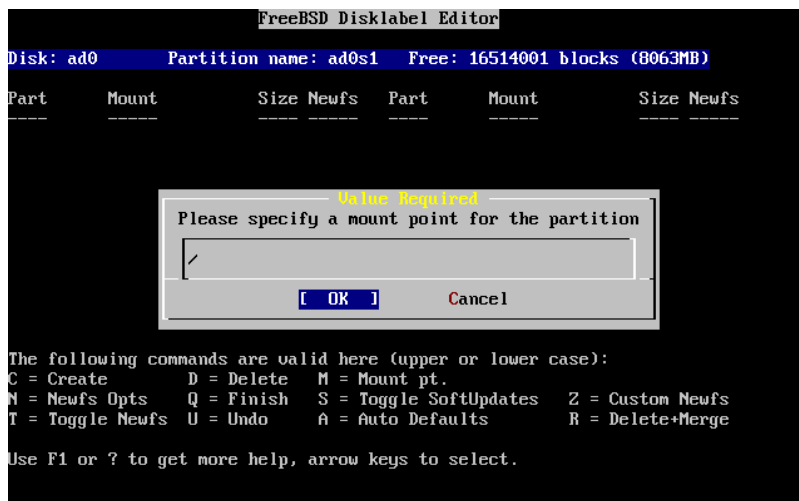 FreeBSD Disklabel Editor
Disk: ad0 Partition name: ad0s1 Free: 16514001 blocks (8063MB)
Part Mount Size Newfs Part Mount Size Newfs
---- ----- ---- ----- ---- ----- ---- -----
Value Required
Please specify a mount point for the partition
/
[ OK ] Cancel
The following commands are valid here (upper or lower case):
C = Create D = Delete M = Mount pt.
N = Newfs Opts Q = Finish S = Toggle SoftUpdates Z = Custom Newfs
T = Toggle Newfs U = Undo A = Auto Defaults R = Delete+Merge
Use F1 or ? to get more help, arrow keys to select.